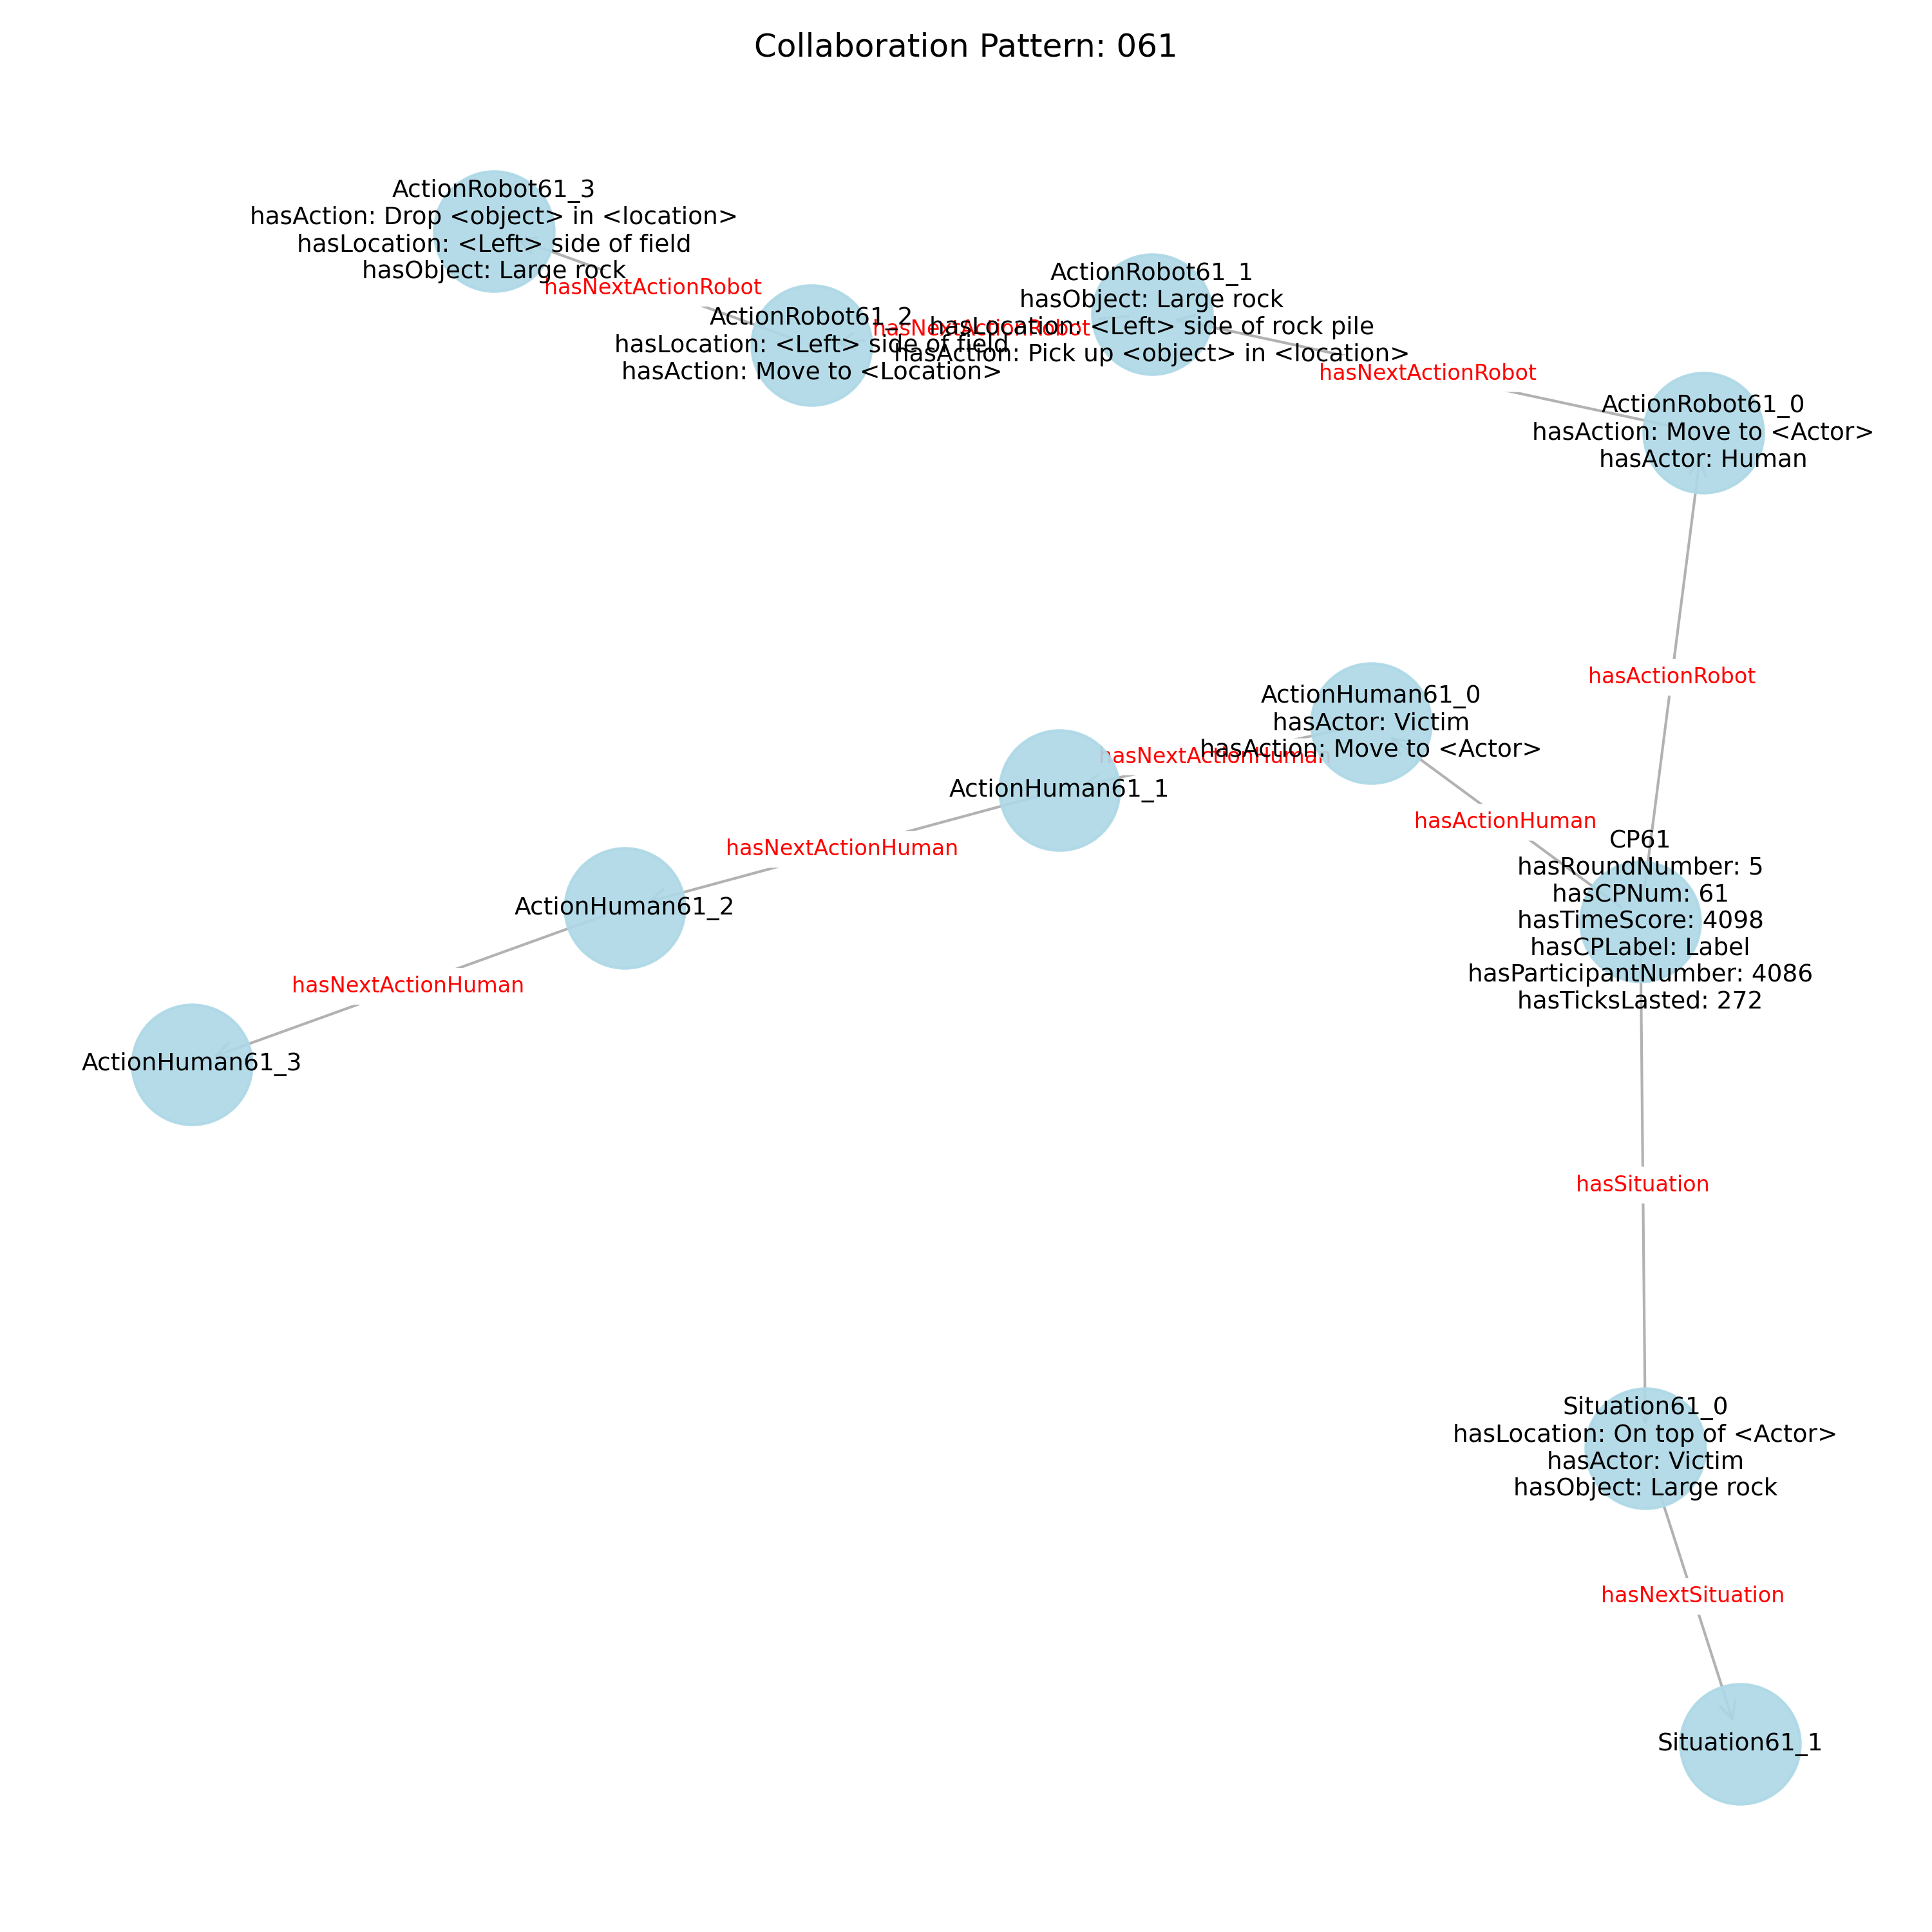 Collaboration Pattern: 061
ActionRobot61_3
hasAction: Drop <object> in <location>
hasLocation: <Left> side of field
hasObject: Large rock
hasNextActionRobot
ActionRobot61_2
hasLocation: <Left> side of field
hasAction: Move to <Location>
hasNextActionRobot
ActionRobot61_1
hasObject: Large rock
hasLocation: <Left> side of rock pile
hasAction: Pick up <object> in <location>
hasNextActionRobot
ActionRobot61_0
hasAction: Move to <Actor>
hasActor: Human
hasActionRobot
ActionHuman61_0
hasActor: Victim
hasAction: Move to <Actor>
hasNextActionHuman
ActionHuman61_1
hasActionHuman
hasNextActionHuman
ActionHuman61_2
hasNextActionHuman
ActionHuman61_3
CP61
hasRoundNumber: 5
hasCPNum: 61
hasTimeScore: 4098
hasCPLabel: Label
hasParticipantNumber: 4086
hasTicksLasted: 272
hasSituation
Situation61_0
hasLocation: On top of <Actor>
hasActor: Victim
hasObject: Large rock
hasNextSituation
Situation61_1